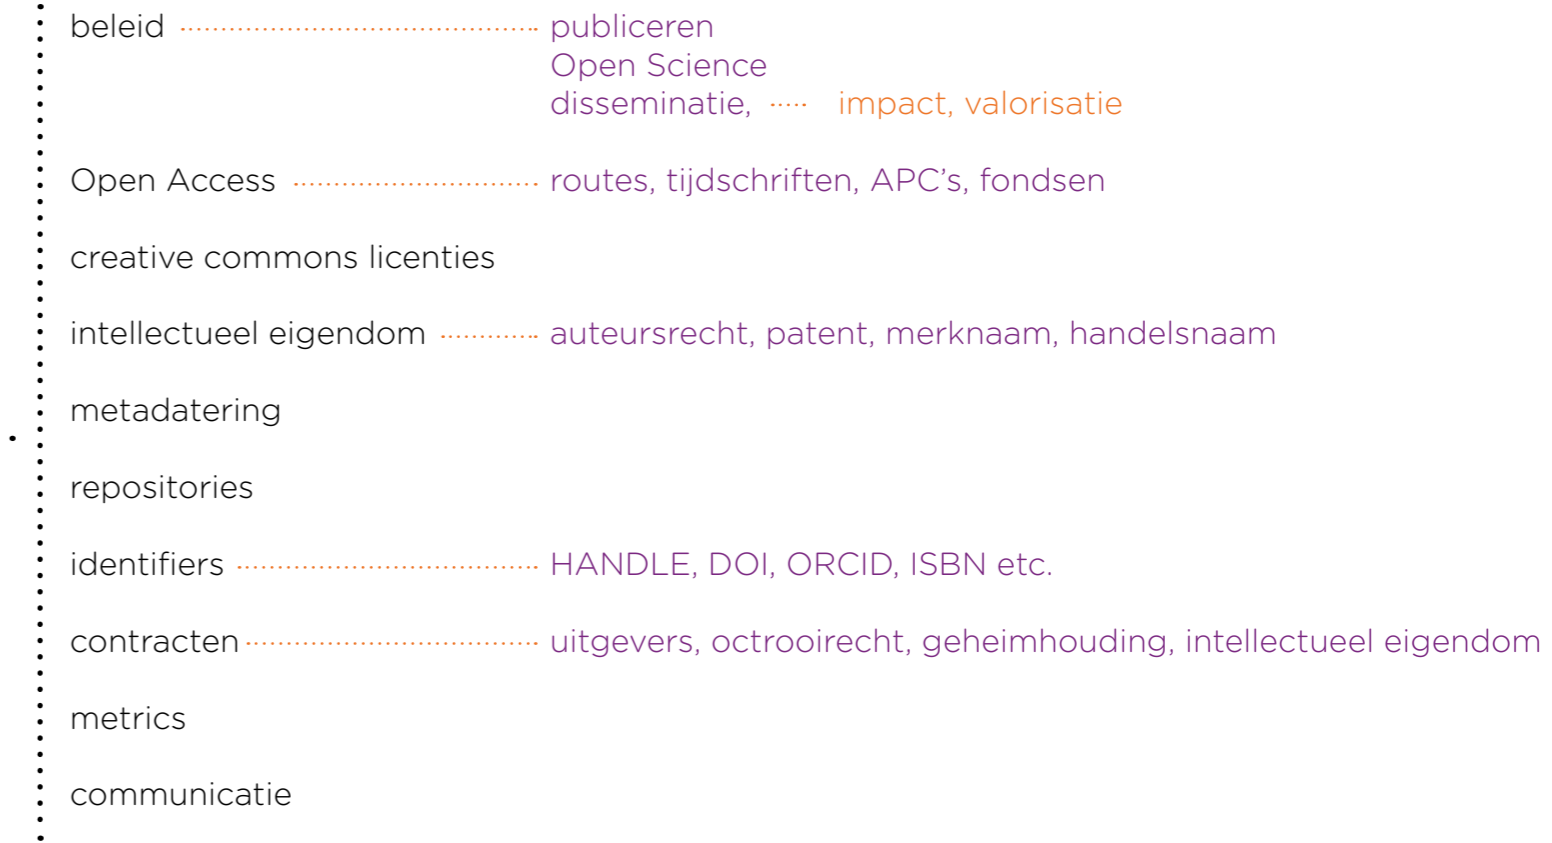 beleid publiceren
Open Science
disseminatie, impact, valorisatie
Open Access routes, tijdschriften, APC's, fondsen
creative commons licenties
intellectueel eigendom auteursrecht, patent, merknaam, handelsnaam
metadatering
repositories
identifiers HANDLE, DOI, ORCID, ISBN etc.
contracten uitgevers, octrooirecht, geheimhouding, intellectueel eigendom
metrics
communicatie